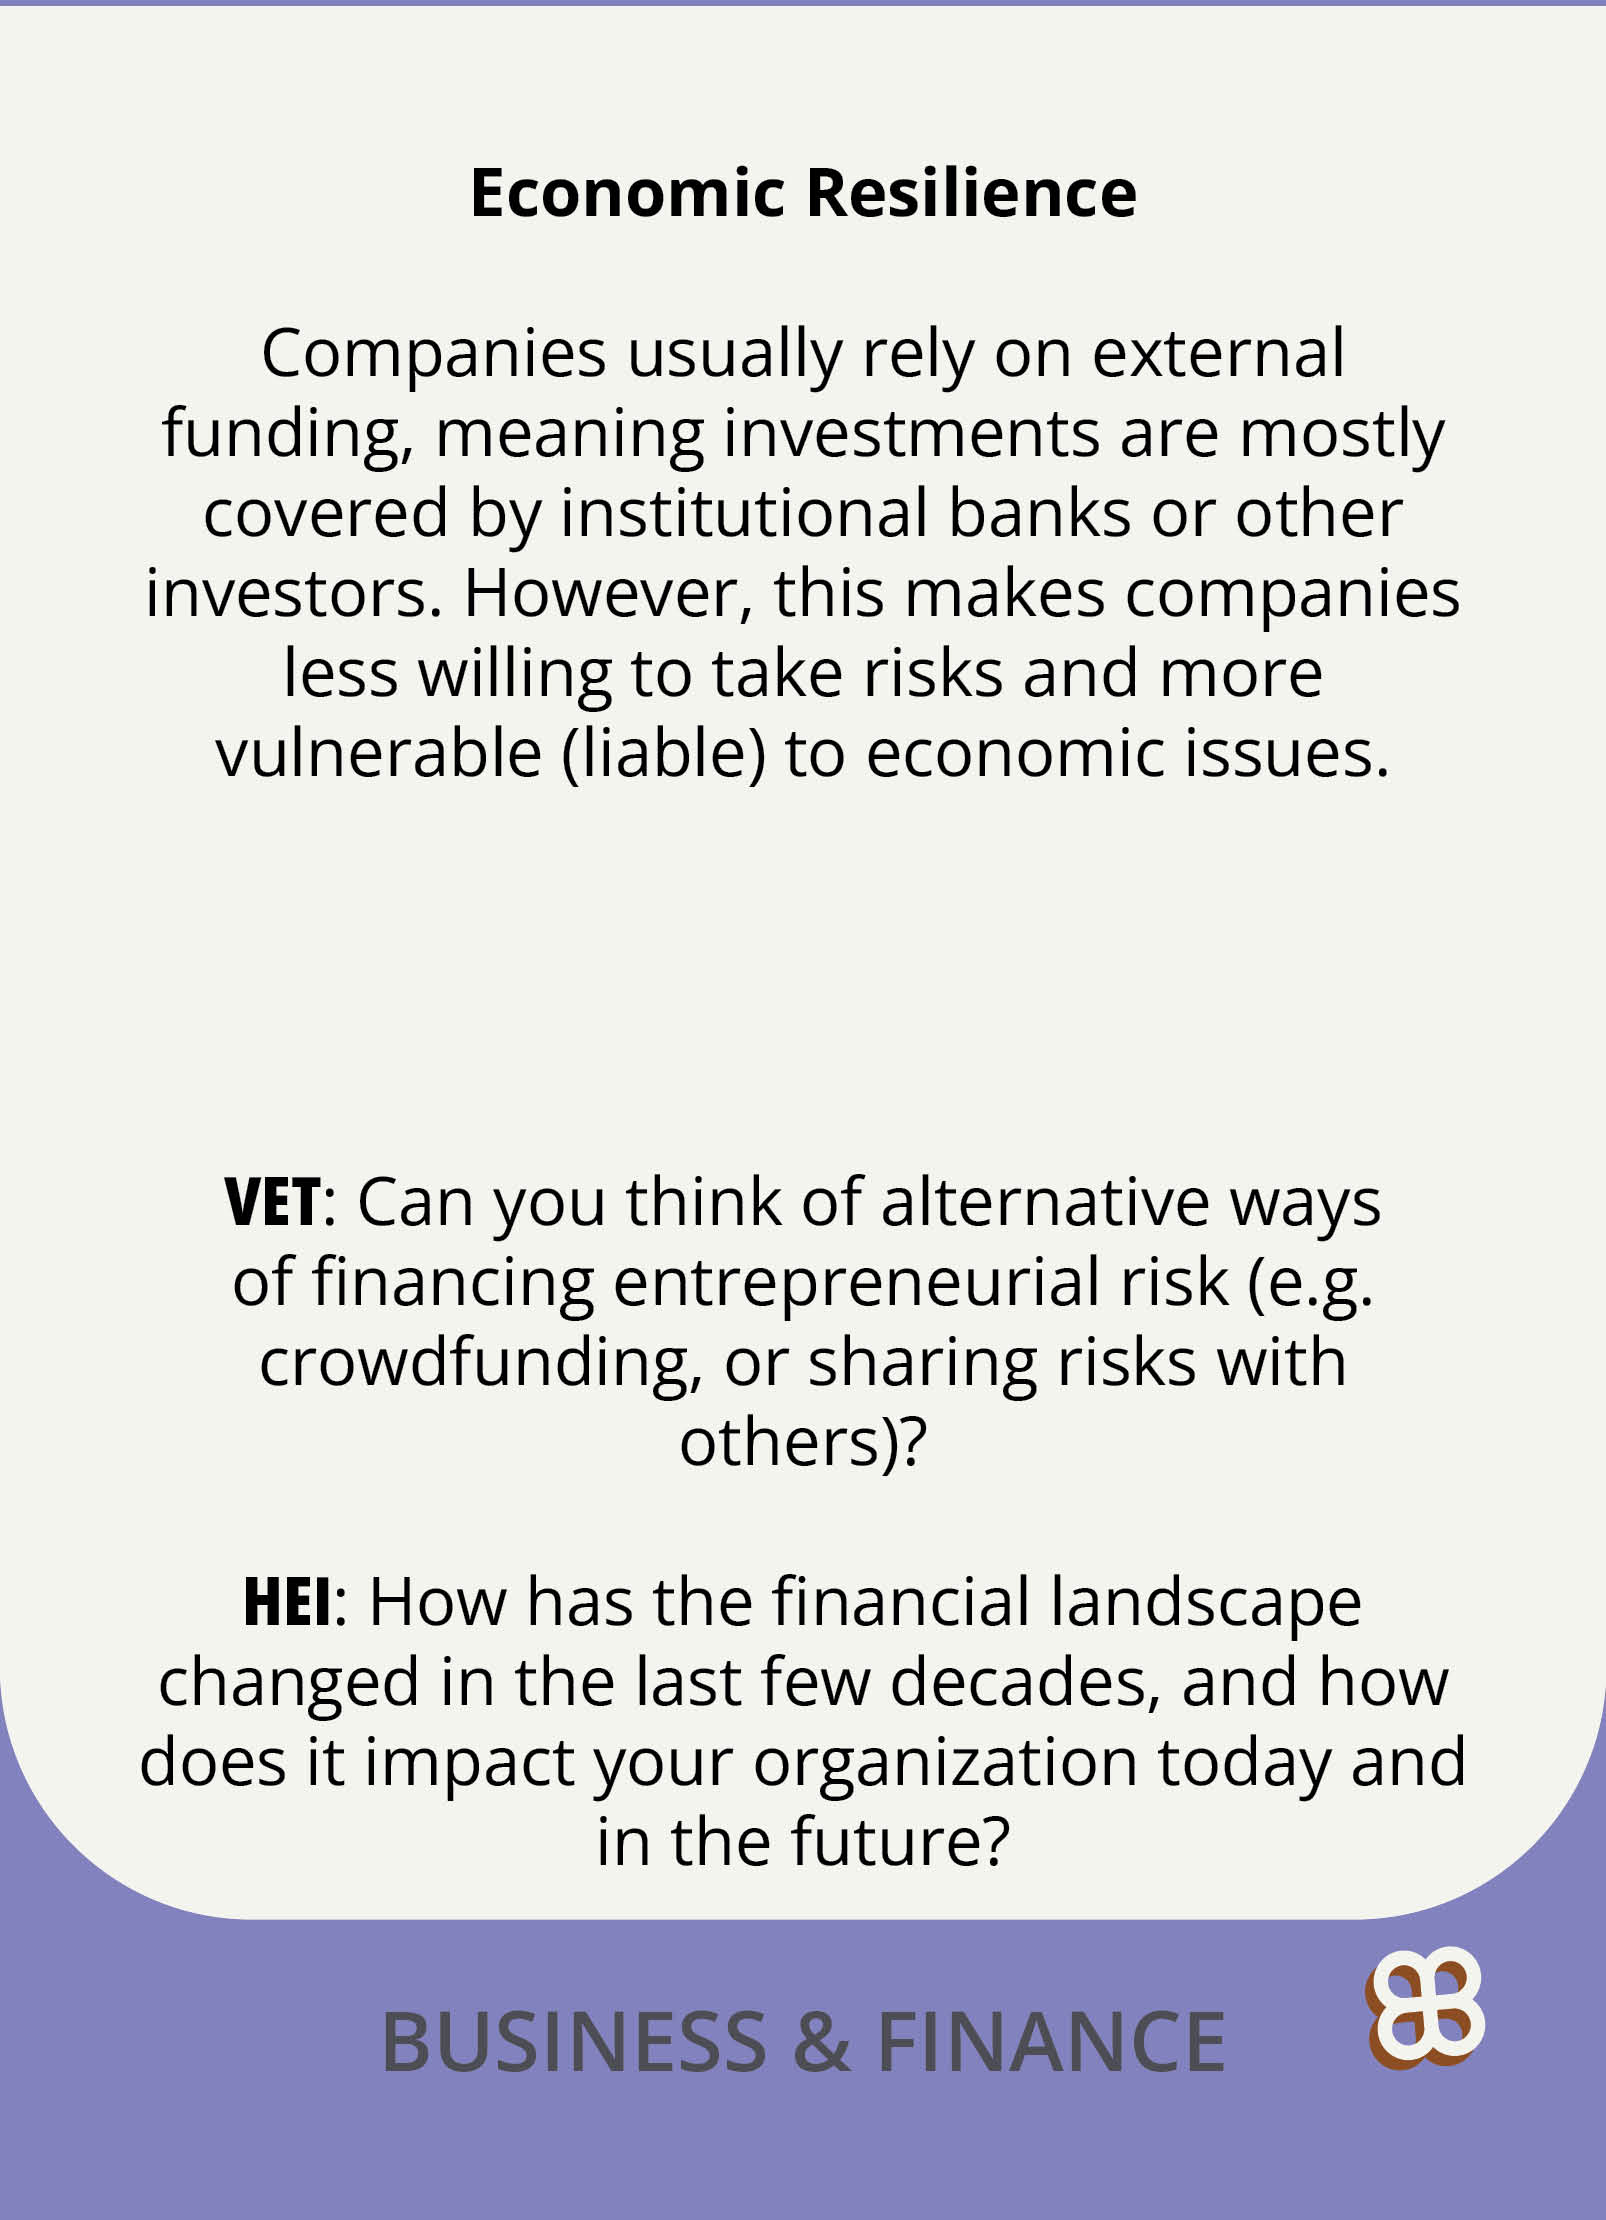 Economic Resilience
Companies usually rely on external
funding, meaning investments are mostly
covered by institutional banks or other
investors. However, this makes companies
less willing to take risks and more
vulnerable (liable) to economic issues.
VET: Can you think of alternative ways
of financing entrepreneurial risk (e.g.
crowdfunding, or sharing risks with
others)?
HEI: How has the financial landscape
changed in the last few decades, and how
does it impact your organization today and
in the future?
BUSINESS & FINANCE